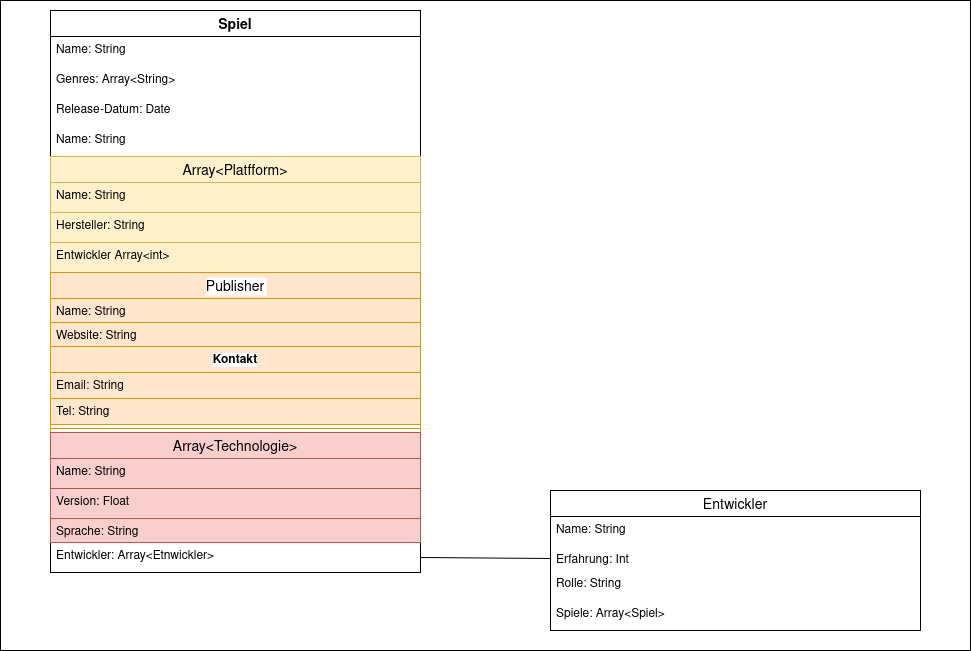 Spiel
Name: String
Genres: Array<String>
Release-Datum: Date
Name: String
Array<Platfform>
Name: String
Hersteller: String
Entwickler Array<int>
Publisher
Name: String
Website: String
Kontakt
Email: String
Tel: String
Array<Technologie>
Name: String
Version: Float
Sprache: String
Entwickler: Array<Etnwickler>
Entwickler
Name: String
Erfahrung: Int
Rolle: String
Spiele: Array<Spiel>